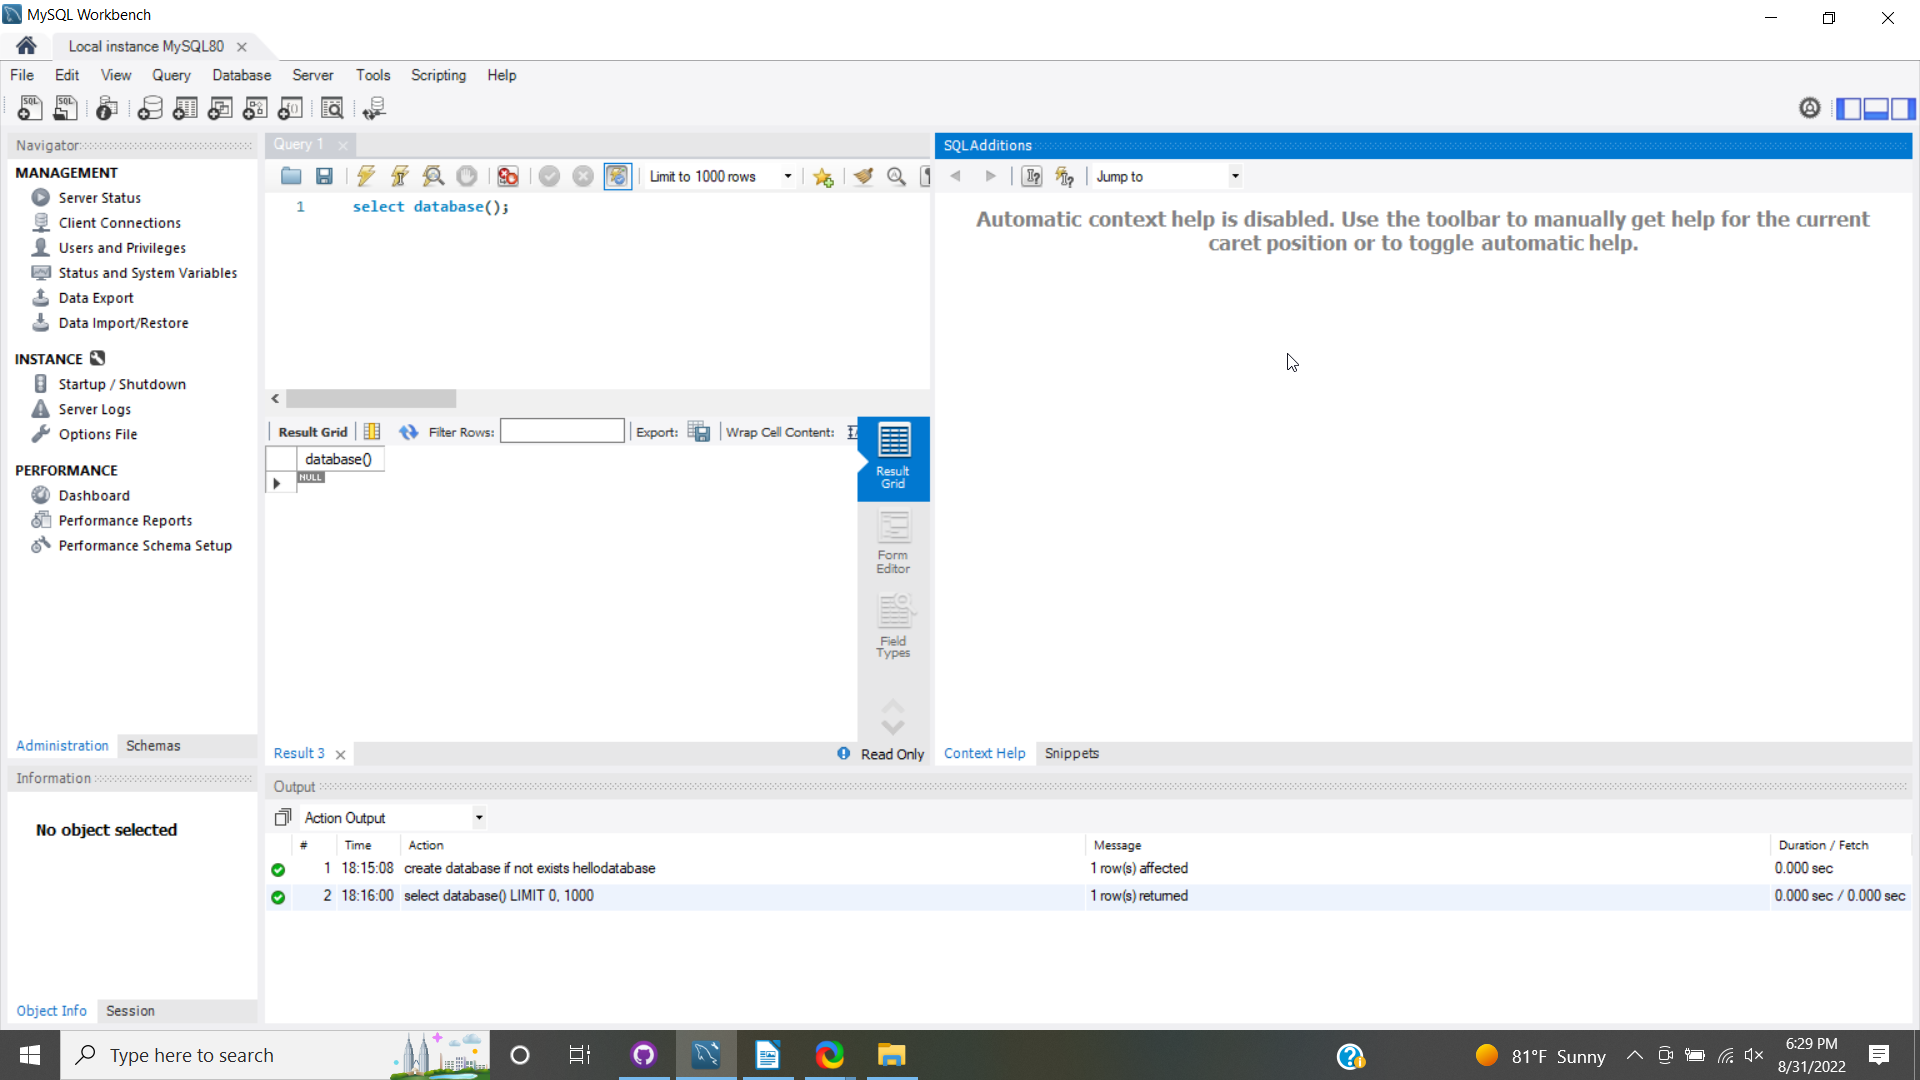 MySQL Workbench
Local instance MySQL80
File Edit View Query Database Server Tools Scripting Help
Navigator
MANAGEMENT
Server Status
Client Connections
Users and Privileges
Status and System Variables
Data Export
Data Import/Restore
INSTANCE
Startup / Shutdown
Server Logs
Options File
PERFORMANCE
Dashboard
Performance Reports
Performance Schema Setup
Administration Schemas
Information
No object selected
Object Info Session
Query 1
Limit to 1000 rows
1 select database();
Result Grid Filter Rows: Export: Wrap Cell Content:
database()
NULL
Result
Grid
Form
Editor
Field
Types
Result 3 Read Only
SQLAdditions
Jump to
Automatic context help is disabled. Use the toolbar to manually get help for the current
caret position or to toggle automatic help.
Context Help Snippets
Output
Action Output
# Time Action Message Duration / Fetch
1 18:15:08 create database if not exists hellodatabase 1 row(s) affected 0.000 sec
2 18:16:00 select database() LIMIT 0, 1000 1 row(s) returned 0.000 sec / 0.000 sec
Type here to search
81°F Sunny
6:29 PM
8/31/2022